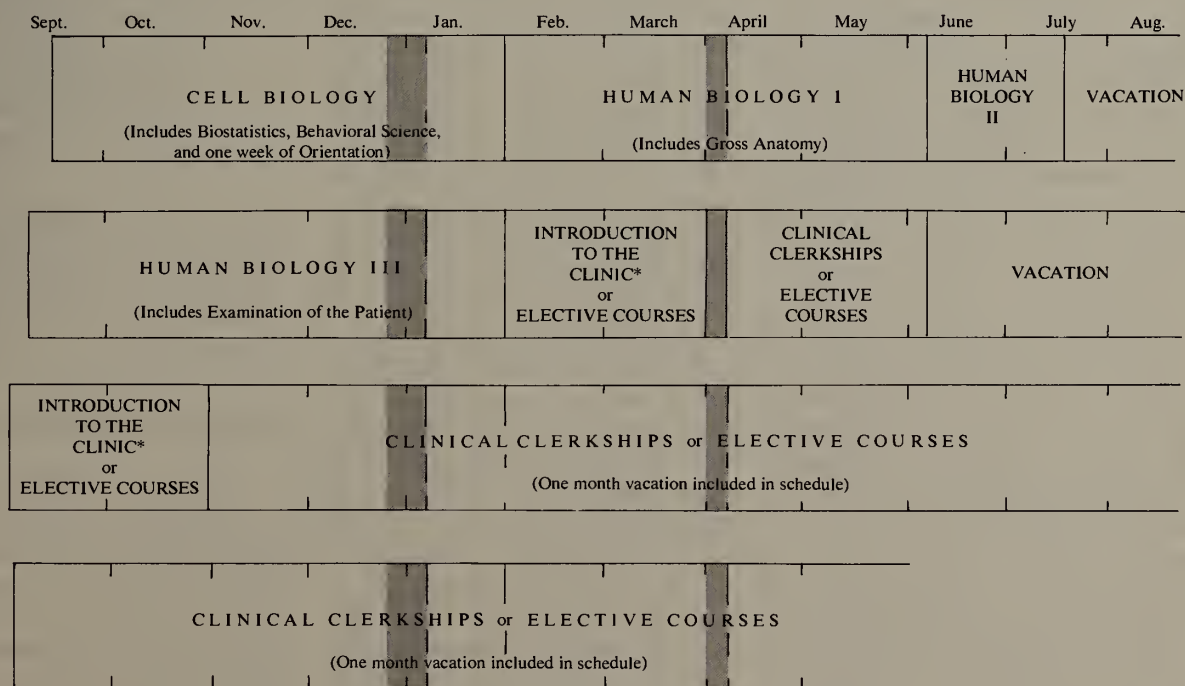 Sept. Oct. Nov. Dec. Jan. Feb. March April May June July Aug.
CELL BIOLOGY
(Includes Biostatistics, Behavioral Science,
and one week of Orientation)
HUMAN BIOLOGY I
(Includes Gross Anatomy)
HUMAN
BIOLOGY
II
VACATION
HUMAN BIOLOGY III
(Includes Examination of the Patient)
INTRODUCTION
TO THE
CLINIC*
or
ELECTIVE COURSES
CLINICAL
CLERKSHIPS
or
ELECTIVE
COURSES
VACATION
INTRODUCTION
TO THE
CLINIC*
or
ELECTIVE COURSES
CLINICAL CLERKSHIPS or ELECTIVE COURSES
(One month vacation included in schedule)
CLINICAL CLERKSHIPS or ELECTIVE COURSES
(One month vacation included in schedule)